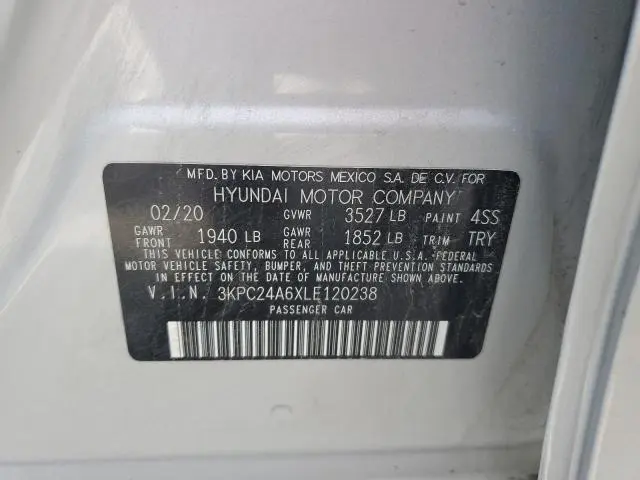 MFD. BY KIA MOTORS MEXICO S.A. DE C.V. FOR
HYUNDAI MOTOR COMPANY
02/20 GVWR 3527 LB PAINT 4SS
GAWR FRONT 1940 LB GAWR REAR 1852 LB TRIM TRY
THIS VEHICLE CONFORMS TO ALL APPLICABLE U.S. FEDERAL
MOTOR VEHICLE SAFETY, BUMPER, AND THEFT PREVENTION STANDARDS
IN EFFECT ON THE DATE OF MANUFACTURE SHOWN ABOVE.
V.I.N. 3KPC24A6XLE120238
PASSENGER CAR